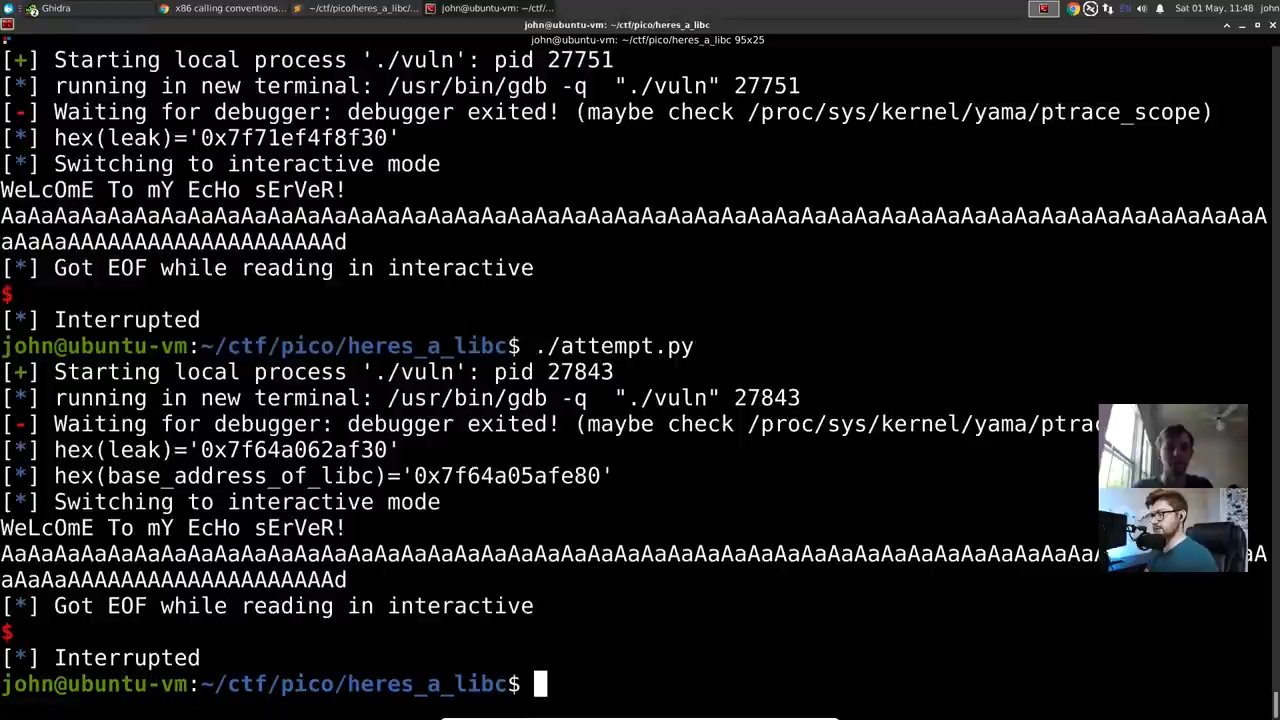 Ghidra
x86 calling conventions...
~/ctf/pico/heres_a_libc/...
john@ubuntu-vm: ~/ctf/...
Sat 01 May, 11:48 john
john@ubuntu-vm: ~/ctf/pico/heres_a_libc
john@ubuntu-vm: ~/ctf/pico/heres_a_libc 95x25
[+] Starting local process './vuln': pid 27751
[*] running in new terminal: /usr/bin/gdb -q  "./vuln" 27751
[-] Waiting for debugger: debugger exited! (maybe check /proc/sys/kernel/yama/ptrace_scope)
[*] hex(leak)='0x7f71ef4f8f30'
[*] Switching to interactive mode
WeLcOmE To mY EcHo sErVeR!
AaAaAaAaAaAaAaAaAaAaAaAaAaAaAaAaAaAaAaAaAaAaAaAaAaAaAaAaAaAaAaAaAaAaAaAaAaAaAaAaAaAaAaAaAaAaAaA
aAaAaAAAAAAAAAAAAAAAAAAAAd
[*] Got EOF while reading in interactive
$
[*] Interrupted
john@ubuntu-vm:~/ctf/pico/heres_a_libc$ ./attempt.py
[+] Starting local process './vuln': pid 27843
[*] running in new terminal: /usr/bin/gdb -q  "./vuln" 27843
[-] Waiting for debugger: debugger exited! (maybe check /proc/sys/kernel/yama/ptrac
[*] hex(leak)='0x7f64a062af30'
[*] hex(base_address_of_libc)='0x7f64a05afe80'
[*] Switching to interactive mode
WeLcOmE To mY EcHo sErVeR!
AaAaAaAaAaAaAaAaAaAaAaAaAaAaAaAaAaAaAaAaAaAaAaAaAaAaAaAaAaAaAaAaAaAaAaAaAaAaAaAaAaA A
aAaAaAAAAAAAAAAAAAAAAAAAAd
[*] Got EOF while reading in interactive
$
[*] Interrupted
john@ubuntu-vm:~/ctf/pico/heres_a_libc$